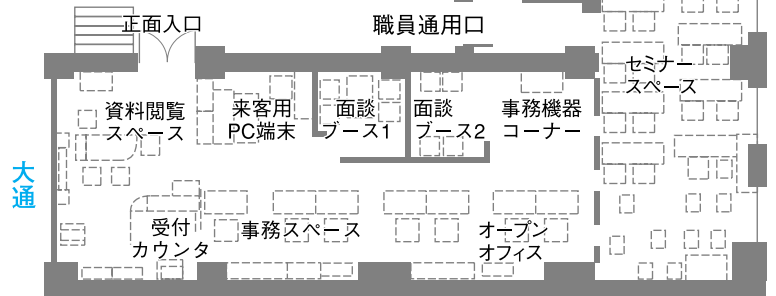 正面入口
職員通用口
セミナー
スペース
資料閲覧
スペース
来客用
PC端末
面談
ブース1
面談
ブース2
事務機器
コーナー
大通
受付
カウンタ
事務スペース
オープン
オフィス